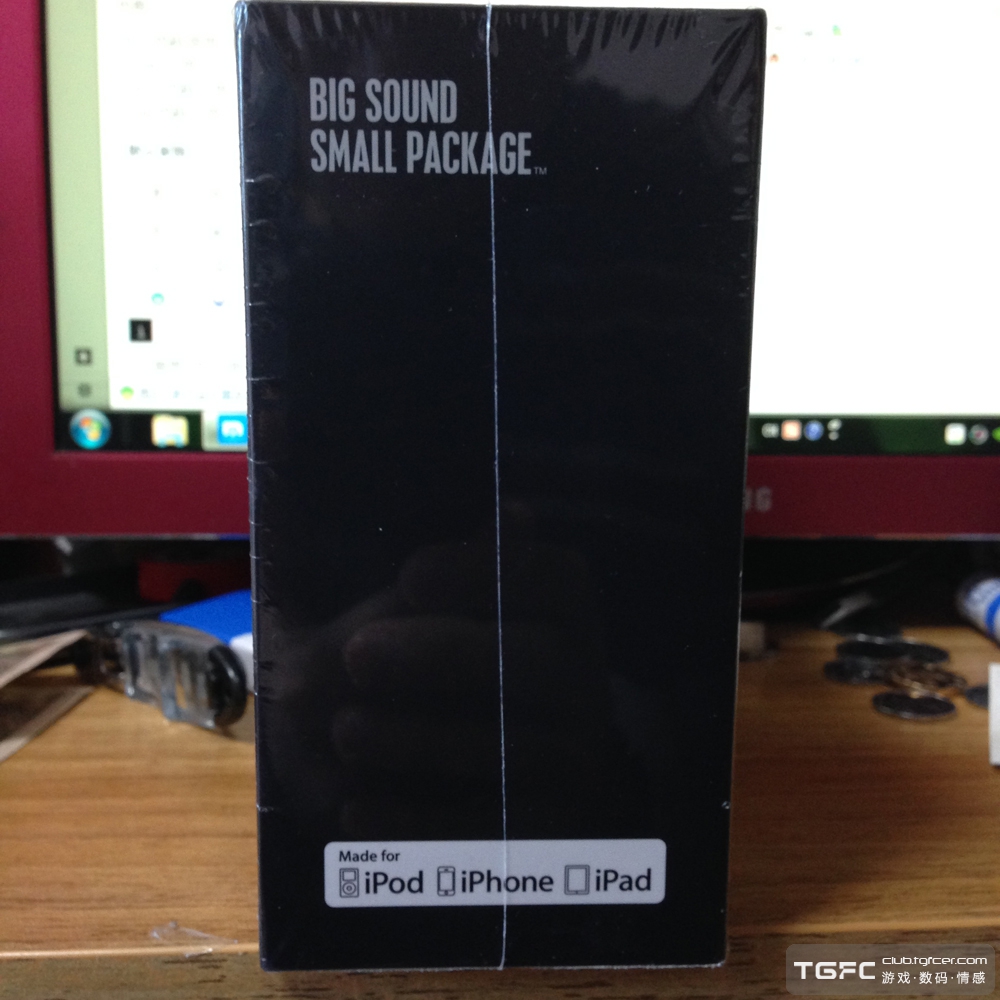 BIG SOUND
SMALL PACKAGE™
Made for
iPod iPhone iPad
TGFC club.tgfcer.com
游戏·数码·情感